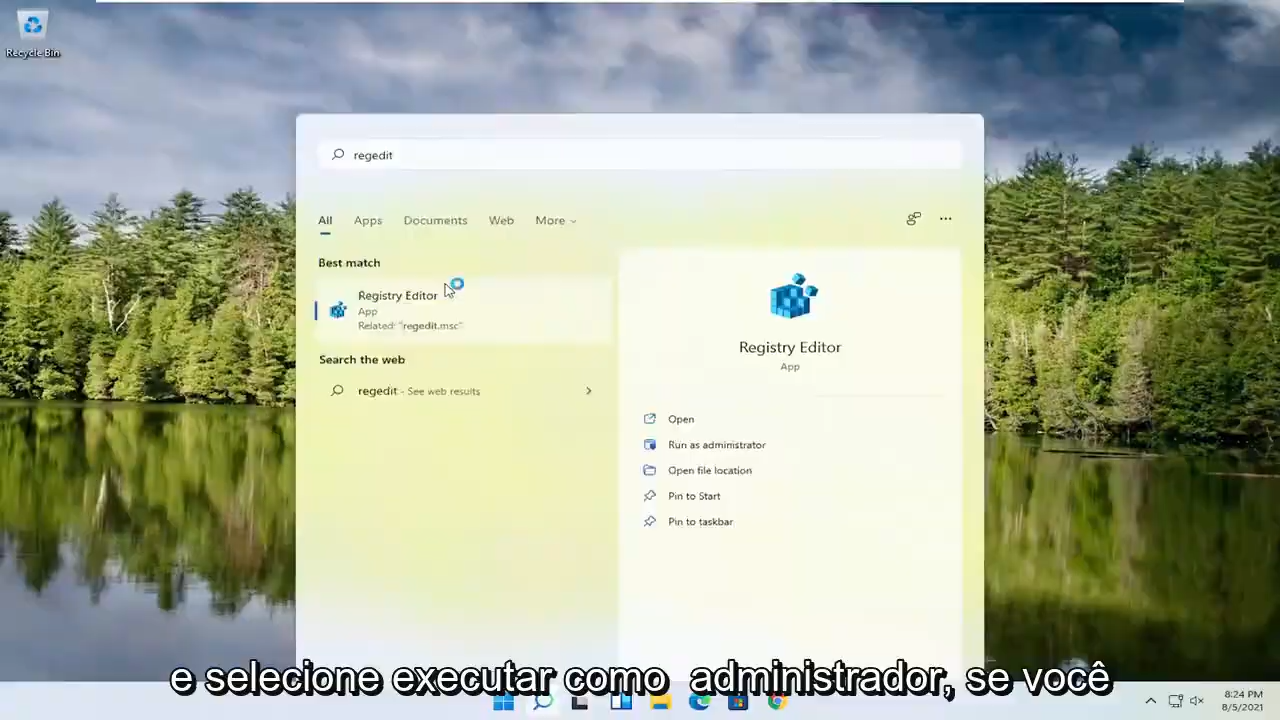 Recycle Bin
regedit
All Apps Documents Web More
Best match
Registry Editor
App
Related: "regedit.msc"
Search the web
regedit - See web results
Registry Editor
App
Open
Run as administrator
Open file location
Pin to Start
Pin to taskbar
e selecione executar como administrador, se você
8:24 PM
8/5/2021